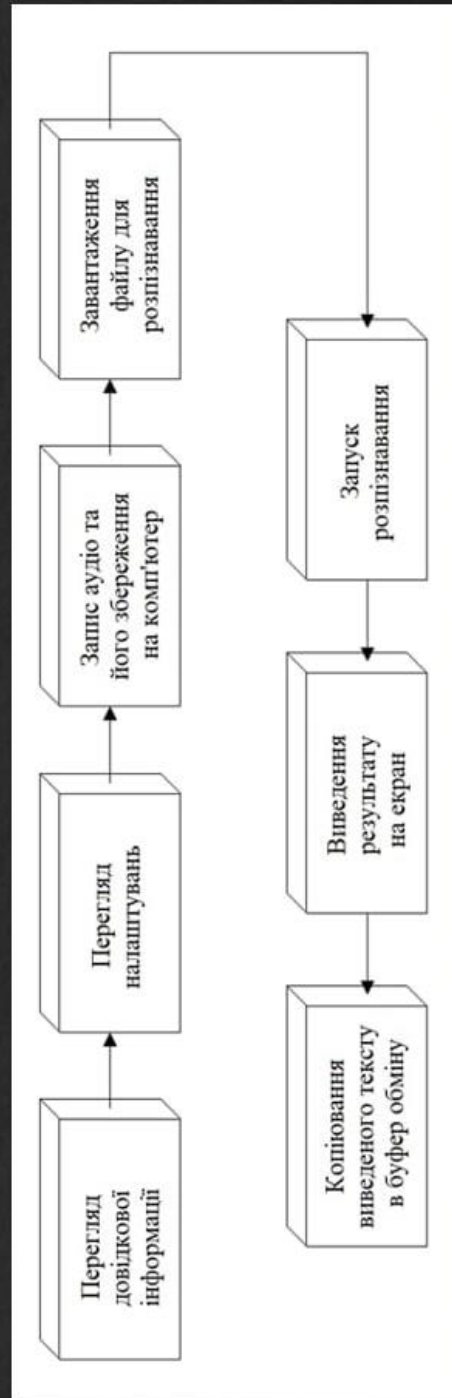 Перегляд
довідкової
інформації
Перегляд
налаштувань
Запис аудіо та
його збереження
на комп'ютер
Завантаження
файлу для
розпізнавання
Запуск
розпізнавання
Виведення
результату
на екран
Копіювання
виведеного тексту
в буфер обміну